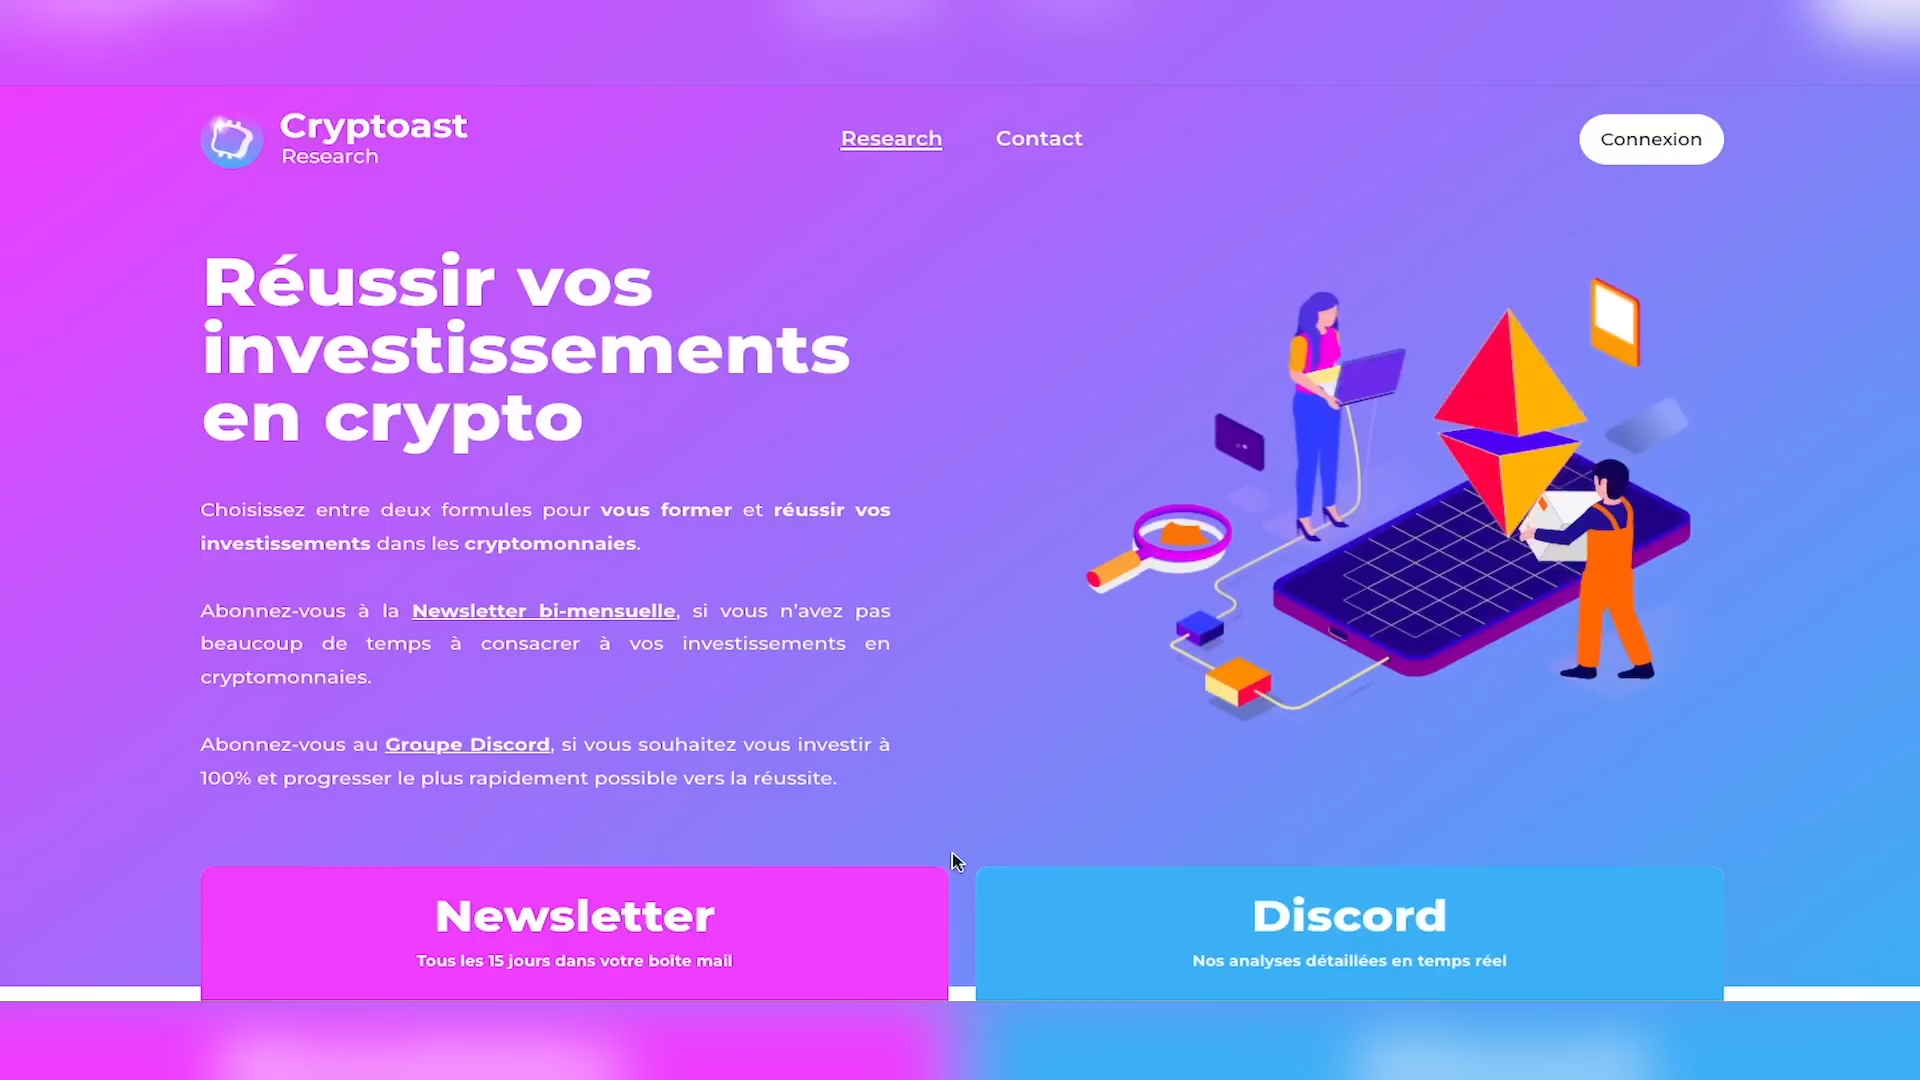 Cryptoast
Research
Research
Contact
Connexion
Réussir vos
investissements
en crypto
Choisissez entre deux formules pour vous former et réussir vos
investissements dans les cryptomonnaies.
Abonnez-vous à la Newsletter bi-mensuelle, si vous n'avez pas
beaucoup de temps à consacrer à vos investissements en
cryptomonnaies.
Abonnez-vous au Groupe Discord, si vous souhaitez vous investir à
100% et progresser le plus rapidement possible vers la réussite.
Newsletter
Tous les 15 jours dans votre boîte mail
Discord
Nos analyses détaillées en temps réel